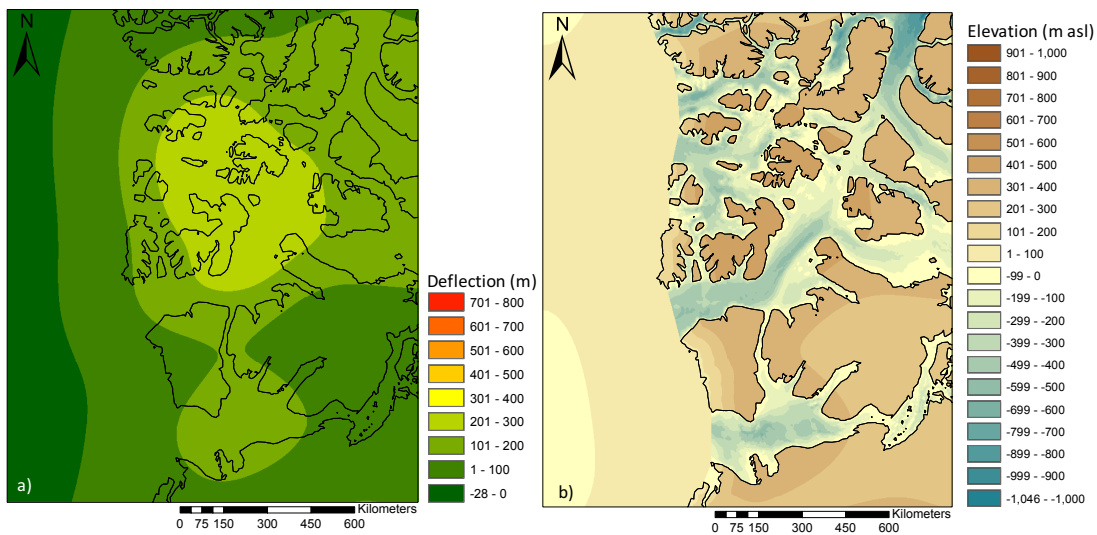 N
Deflection (m)
701 - 800
601 - 700
501 - 600
401 - 500
301 - 400
201 - 300
101 - 200
1 - 100
-28 - 0
a)
Kilometers
0 75 150 300 450 600
N
Elevation (m asl)
901 - 1,000
801 - 900
701 - 800
601 - 700
501 - 600
401 - 500
301 - 400
201 - 300
101 - 200
1 - 100
-99 - 0
-199 - -100
-299 - -200
-399 - -300
-499 - -400
-599 - -500
-699 - -600
-799 - -700
-899 - -800
-999 - -900
-1,046 - -1,000
b)
Kilometers
0 75 150 300 450 600